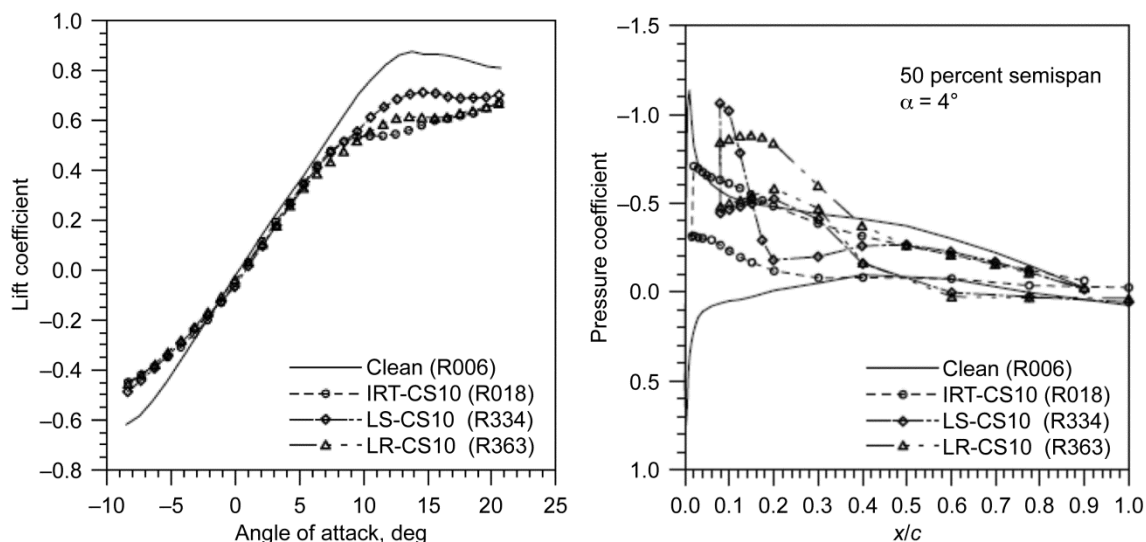 1.0
0.8
0.6
0.4
0.2
0.0
–0.2
–0.4
–0.6
–0.8
Lift coefficient
–10 –5 0 5 10 15 20 25
Angle of attack, deg
Clean (R006)
IRT-CS10 (R018)
LS-CS10 (R334)
LR-CS10 (R363)
–1.5
–1.0
–0.5
0.0
0.5
1.0
Pressure coefficient
0.0 0.1 0.2 0.3 0.4 0.5 0.6 0.7 0.8 0.9 1.0
x/c
50 percent semispan
α = 4°
Clean (R006)
IRT-CS10 (R018)
LS-CS10 (R334)
LR-CS10 (R363)